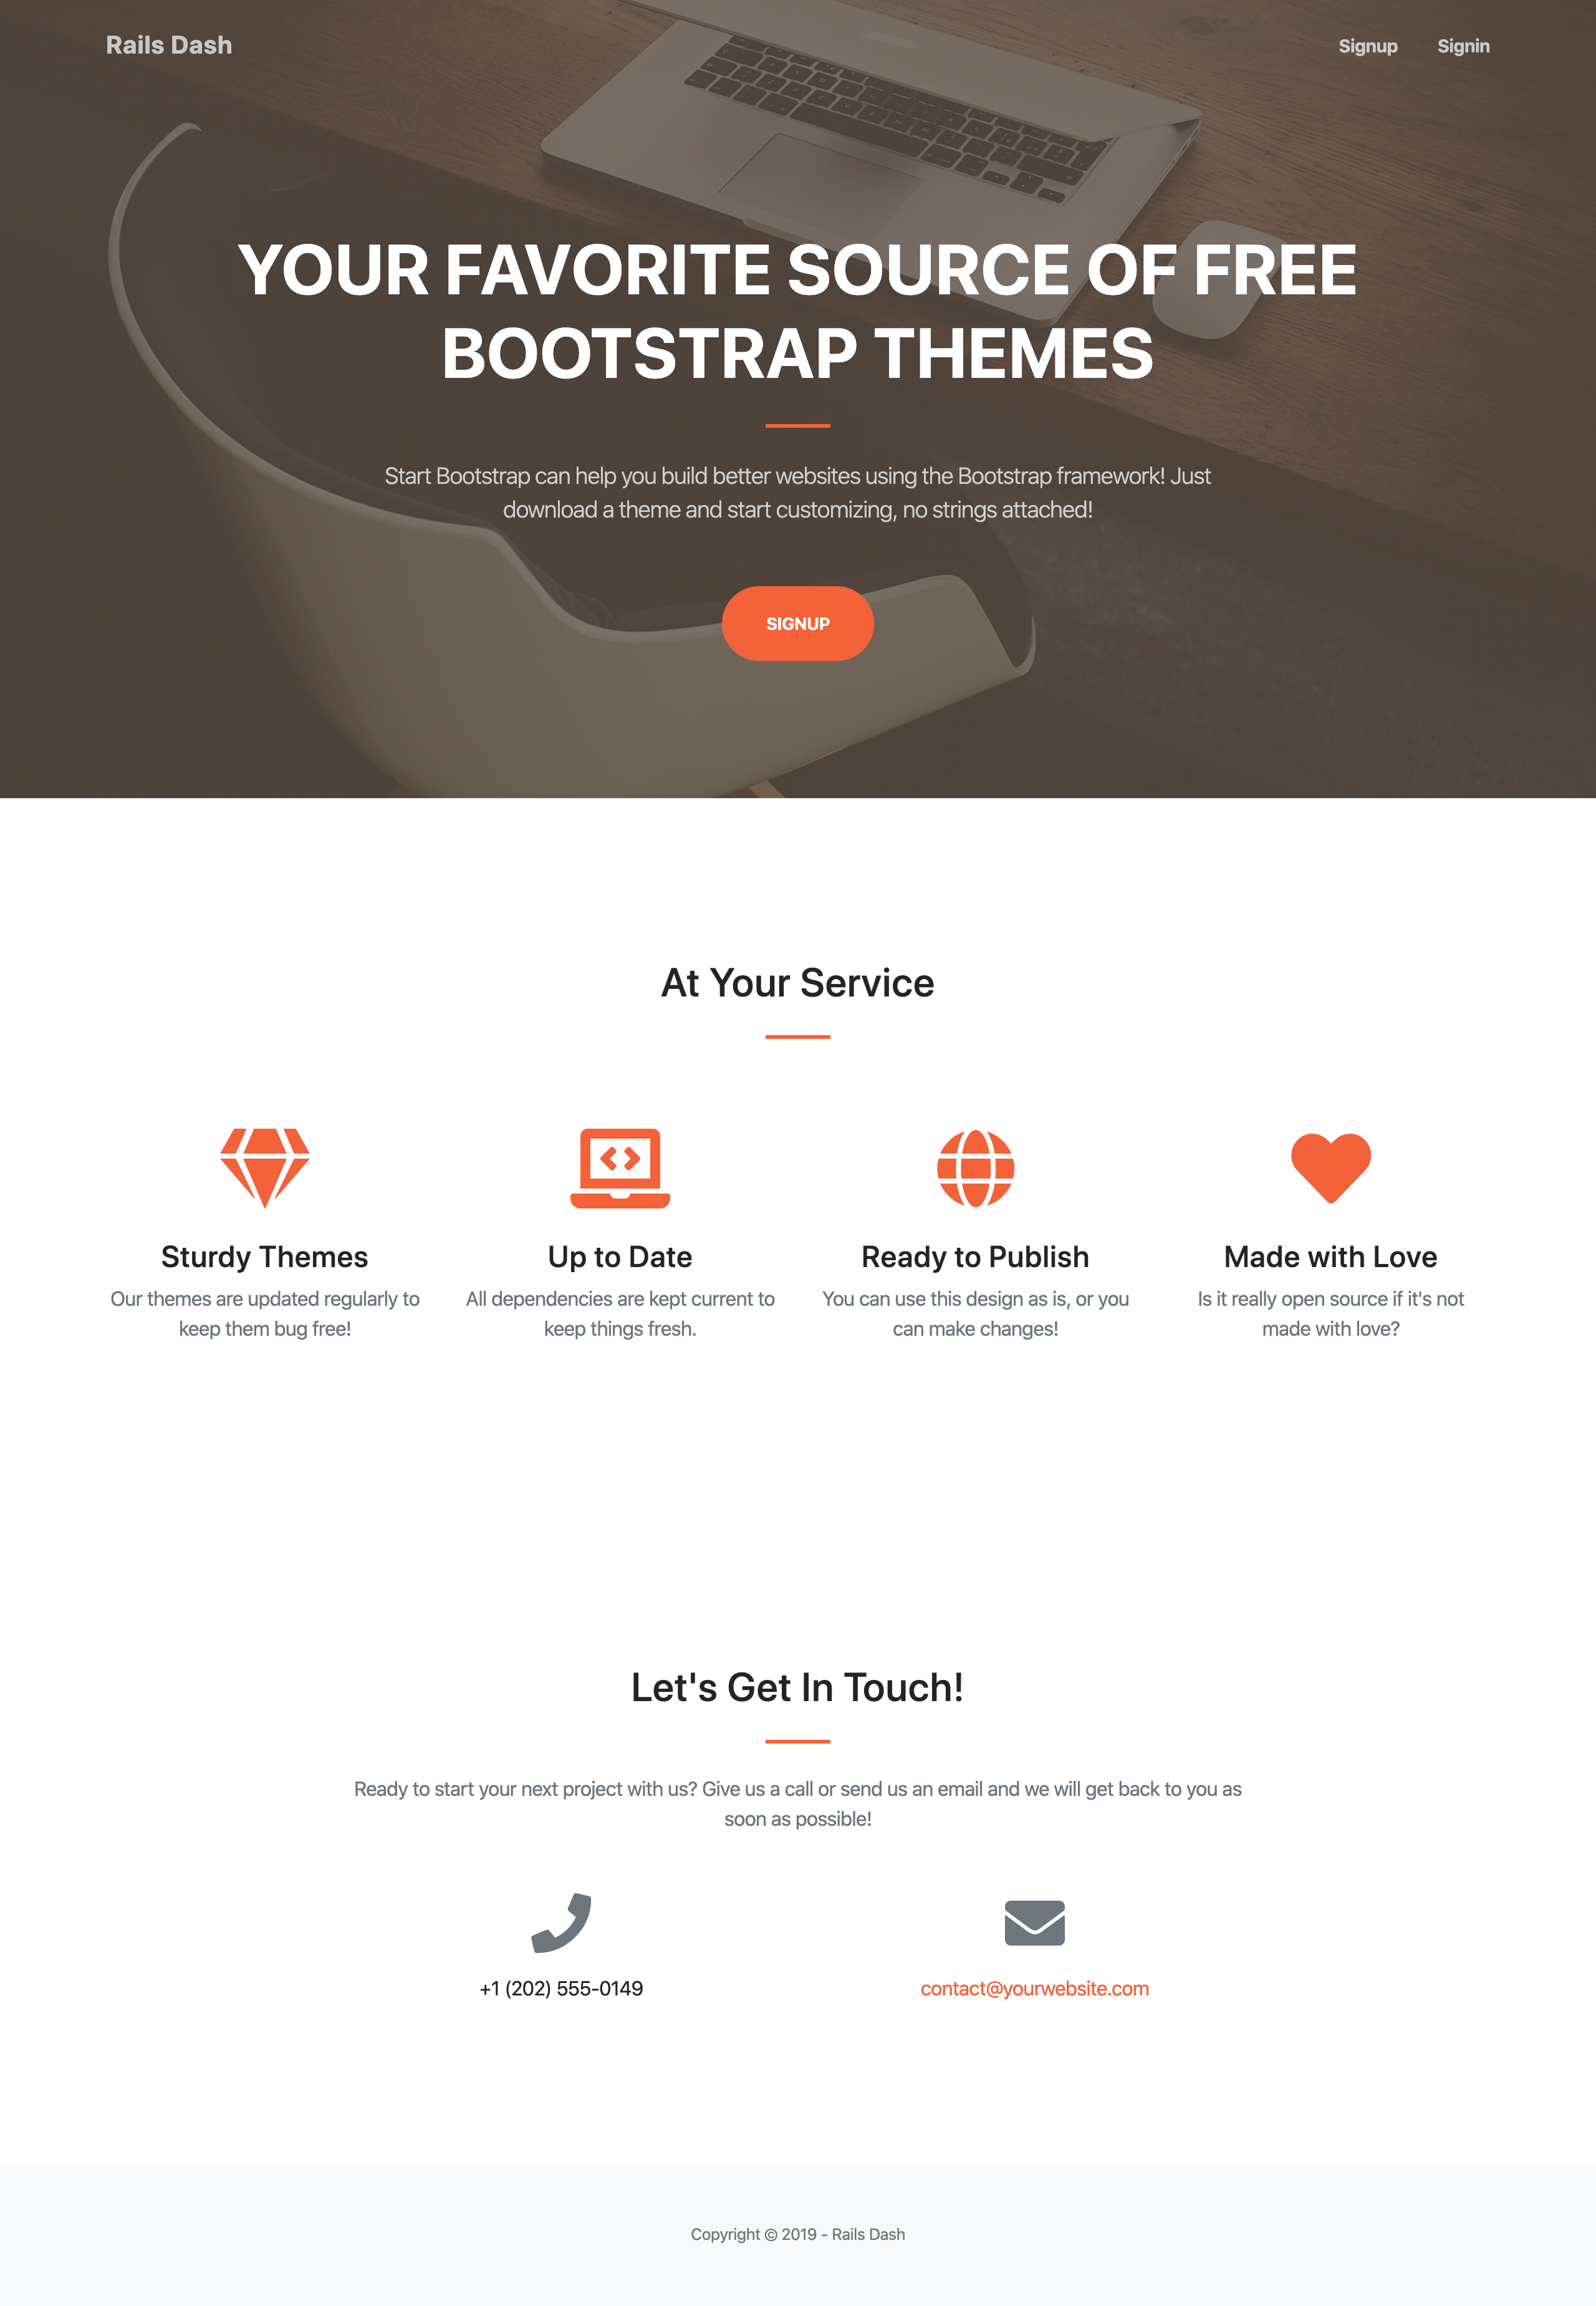 Rails Dash
Signup
Signin
YOUR FAVORITE SOURCE OF FREE
BOOTSTRAP THEMES
Start Bootstrap can help you build better websites using the Bootstrap framework! Just
download a theme and start customizing, no strings attached!
SIGNUP
At Your Service
Sturdy Themes
Our themes are updated regularly to
keep them bug free!
Up to Date
All dependencies are kept current to
keep things fresh.
Ready to Publish
You can use this design as is, or you
can make changes!
Made with Love
Is it really open source if it's not
made with love?
Let's Get In Touch!
Ready to start your next project with us? Give us a call or send us an email and we will get back to you as
soon as possible!
+1 (202) 555-0149
contact@yourwebsite.com
Copyright © 2019 - Rails Dash